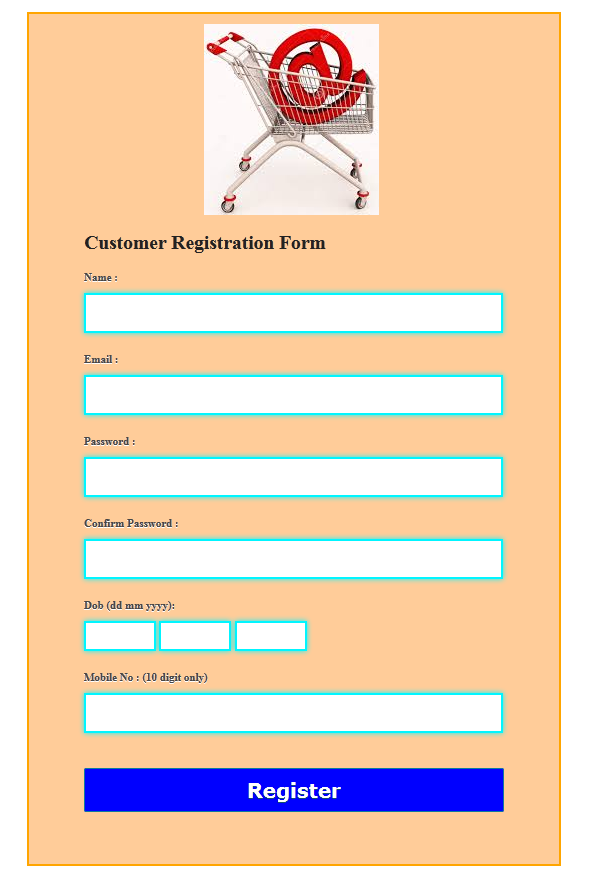 Customer Registration Form
Name :
Email :
Password :
Confirm Password :
Dob (dd mm yyyy):
Mobile No : (10 digit only)
Register